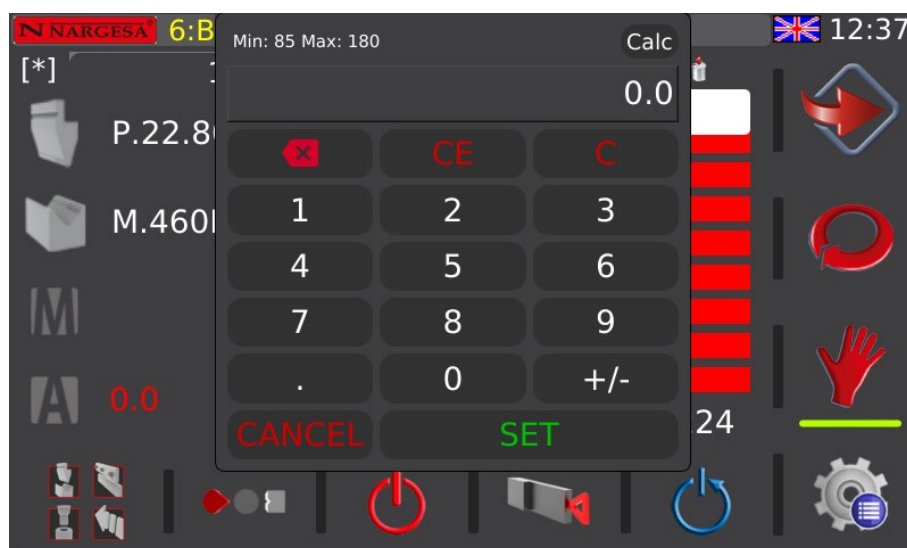 NARGESA 6:B 12:37
Min: 85 Max: 180 Calc
[*]
0.0
P.22.8
CE C
1 2 3
M.460
4 5 6
M
7 8 9
. 0 +/-
A 0.0
24
CANCEL SET